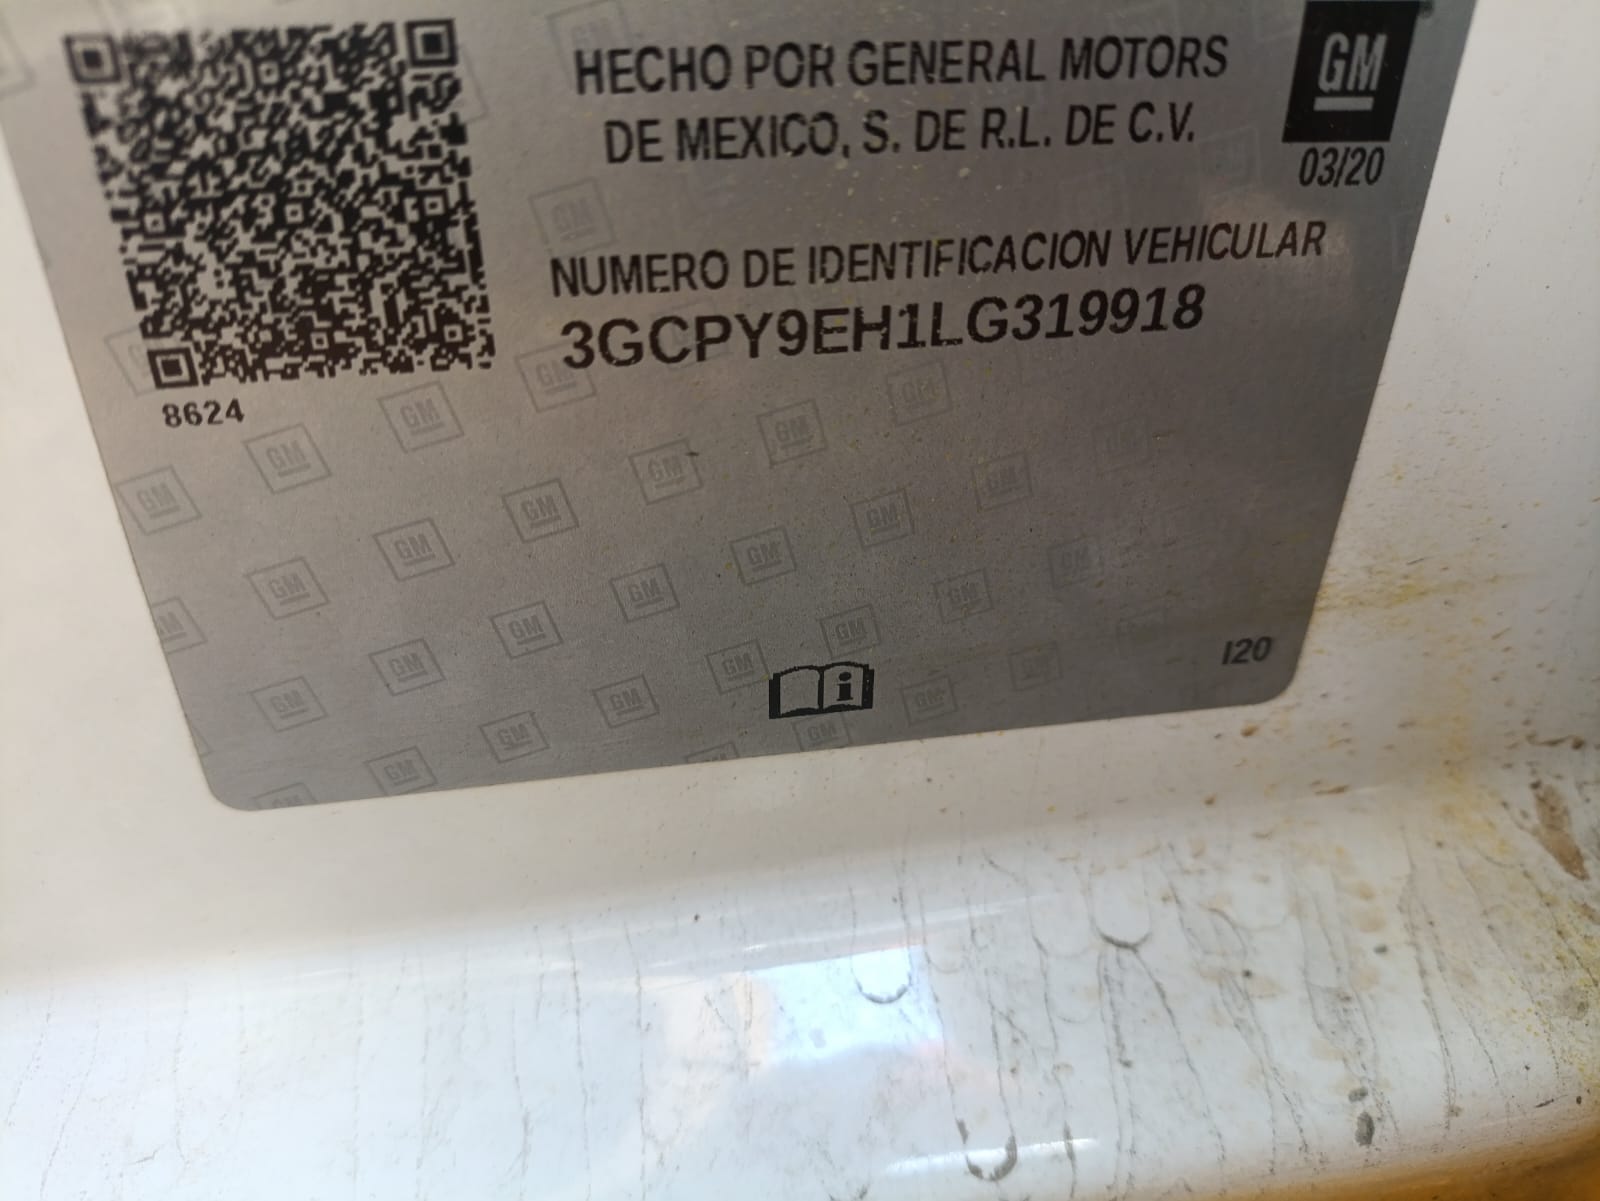 HECHO POR GENERAL MOTORS
DE MEXICO, S. DE R.L. DE C.V.
GM
03/20
NUMERO DE IDENTIFICACION VEHICULAR
3GCPY9EH1LG319918
8624
i
I20